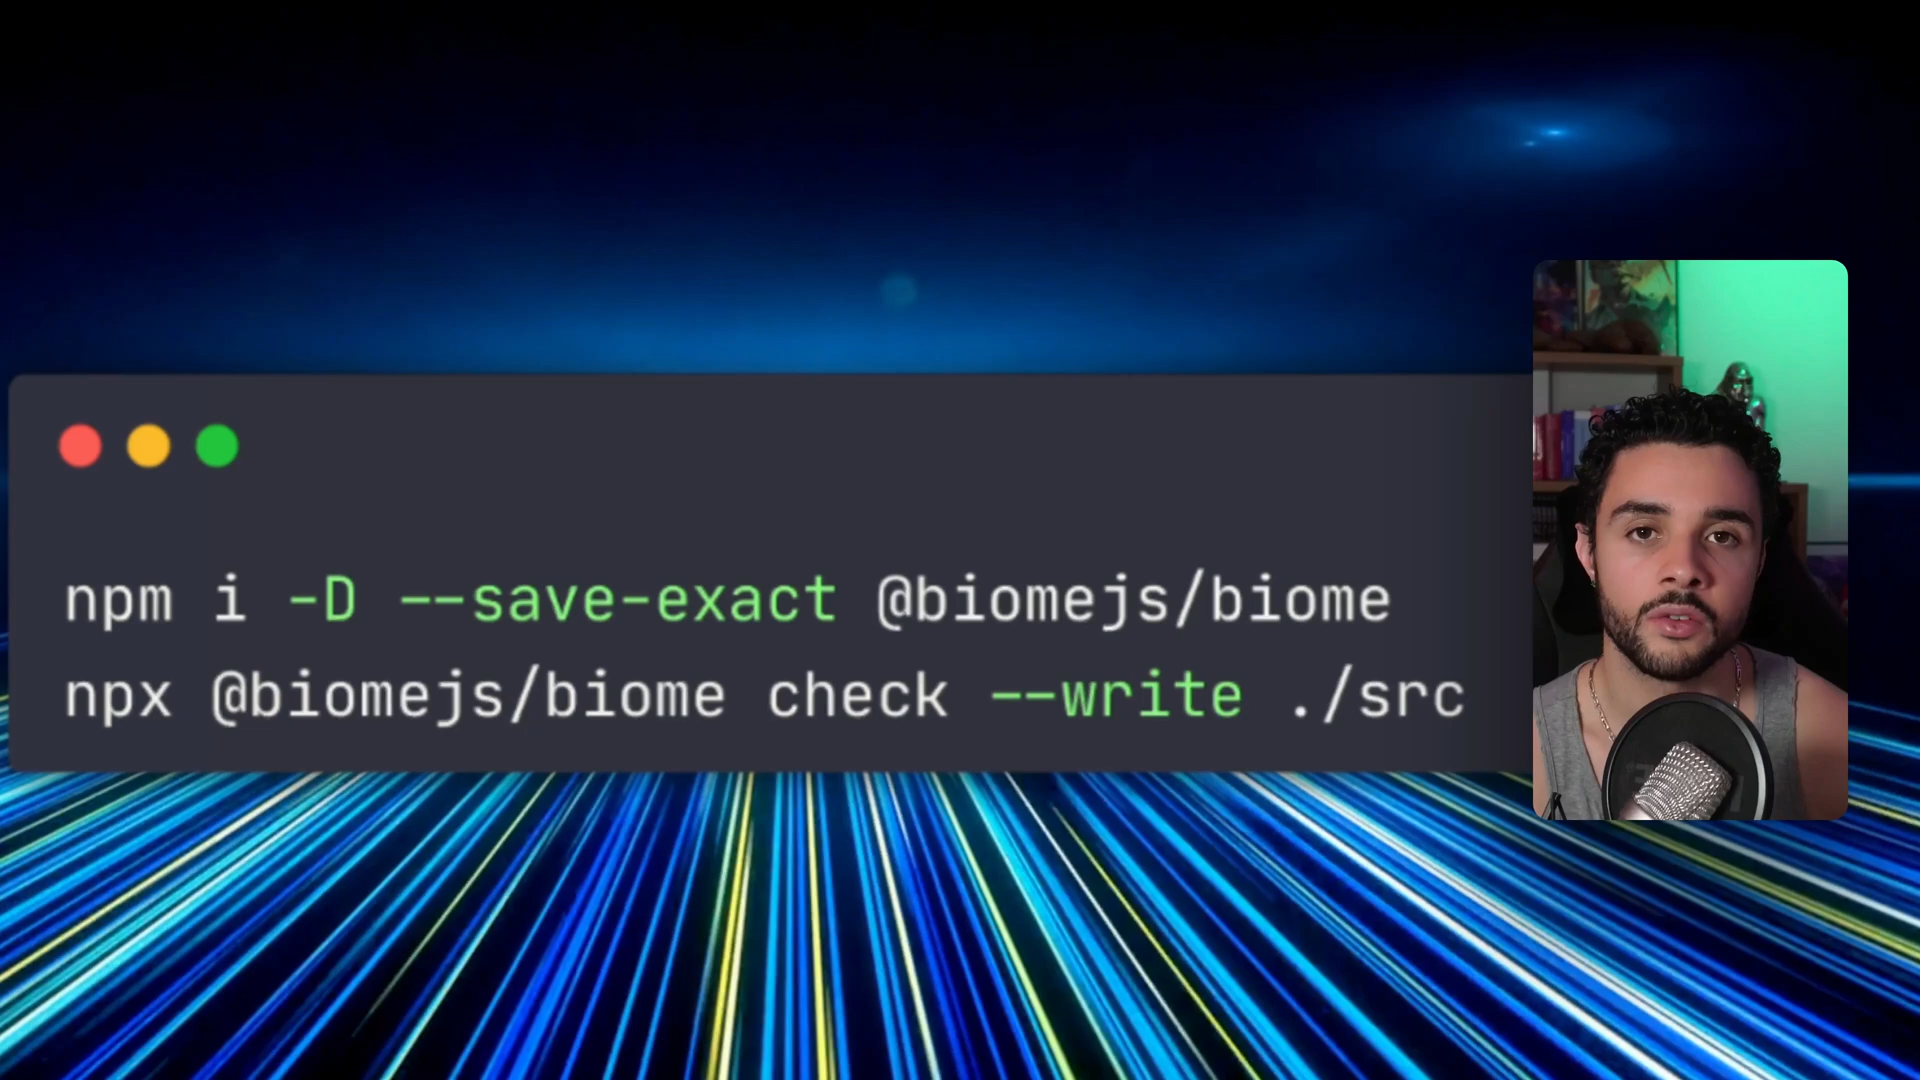 npm i -D --save-exact @biomejs/biome
npx @biomejs/biome check --write ./src